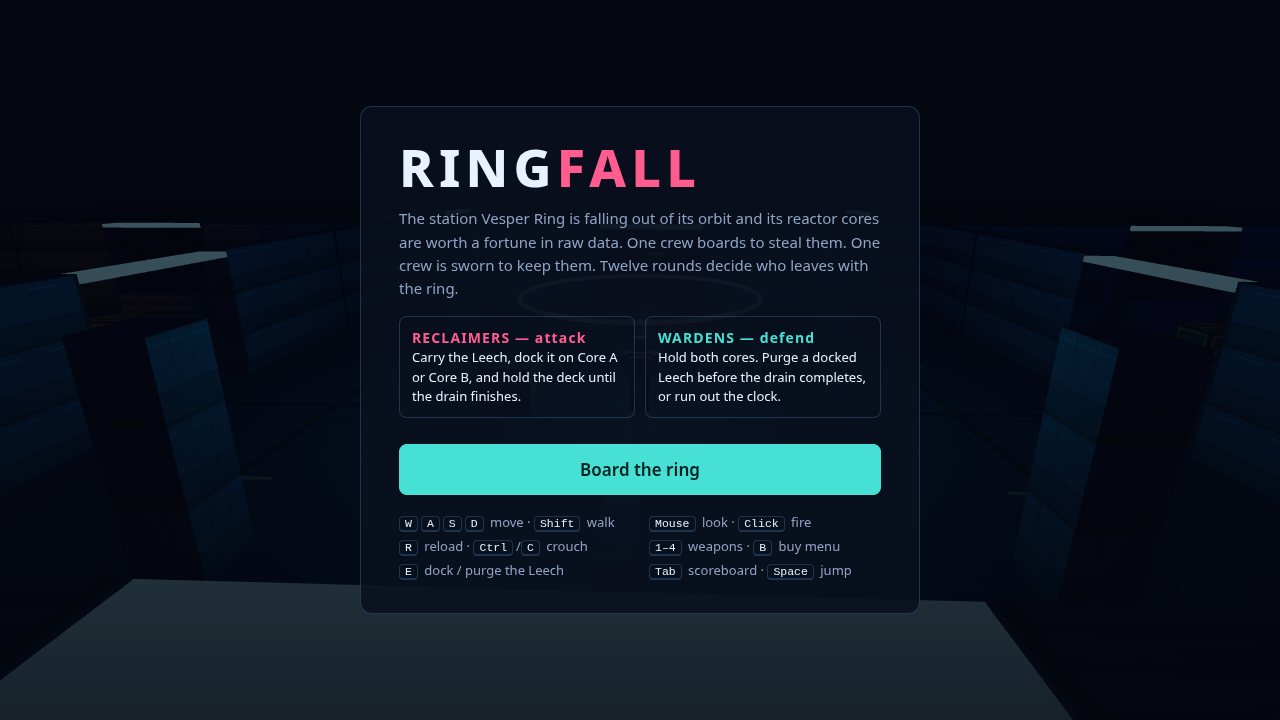 RINGFALL
The station Vesper Ring is falling out of its orbit and its reactor cores
are worth a fortune in raw data. One crew boards to steal them. One
crew is sworn to keep them. Twelve rounds decide who leaves with
the ring.
RECLAIMERS — attack
Carry the Leech, dock it on Core A
or Core B, and hold the deck until
the drain finishes.
WARDENS — defend
Hold both cores. Purge a docked
Leech before the drain completes,
or run out the clock.
Board the ring
W A S D move · Shift walk
Mouse look · Click fire
R reload · Ctrl / C crouch
1–4 weapons · B buy menu
E dock / purge the Leech
Tab scoreboard · Space jump